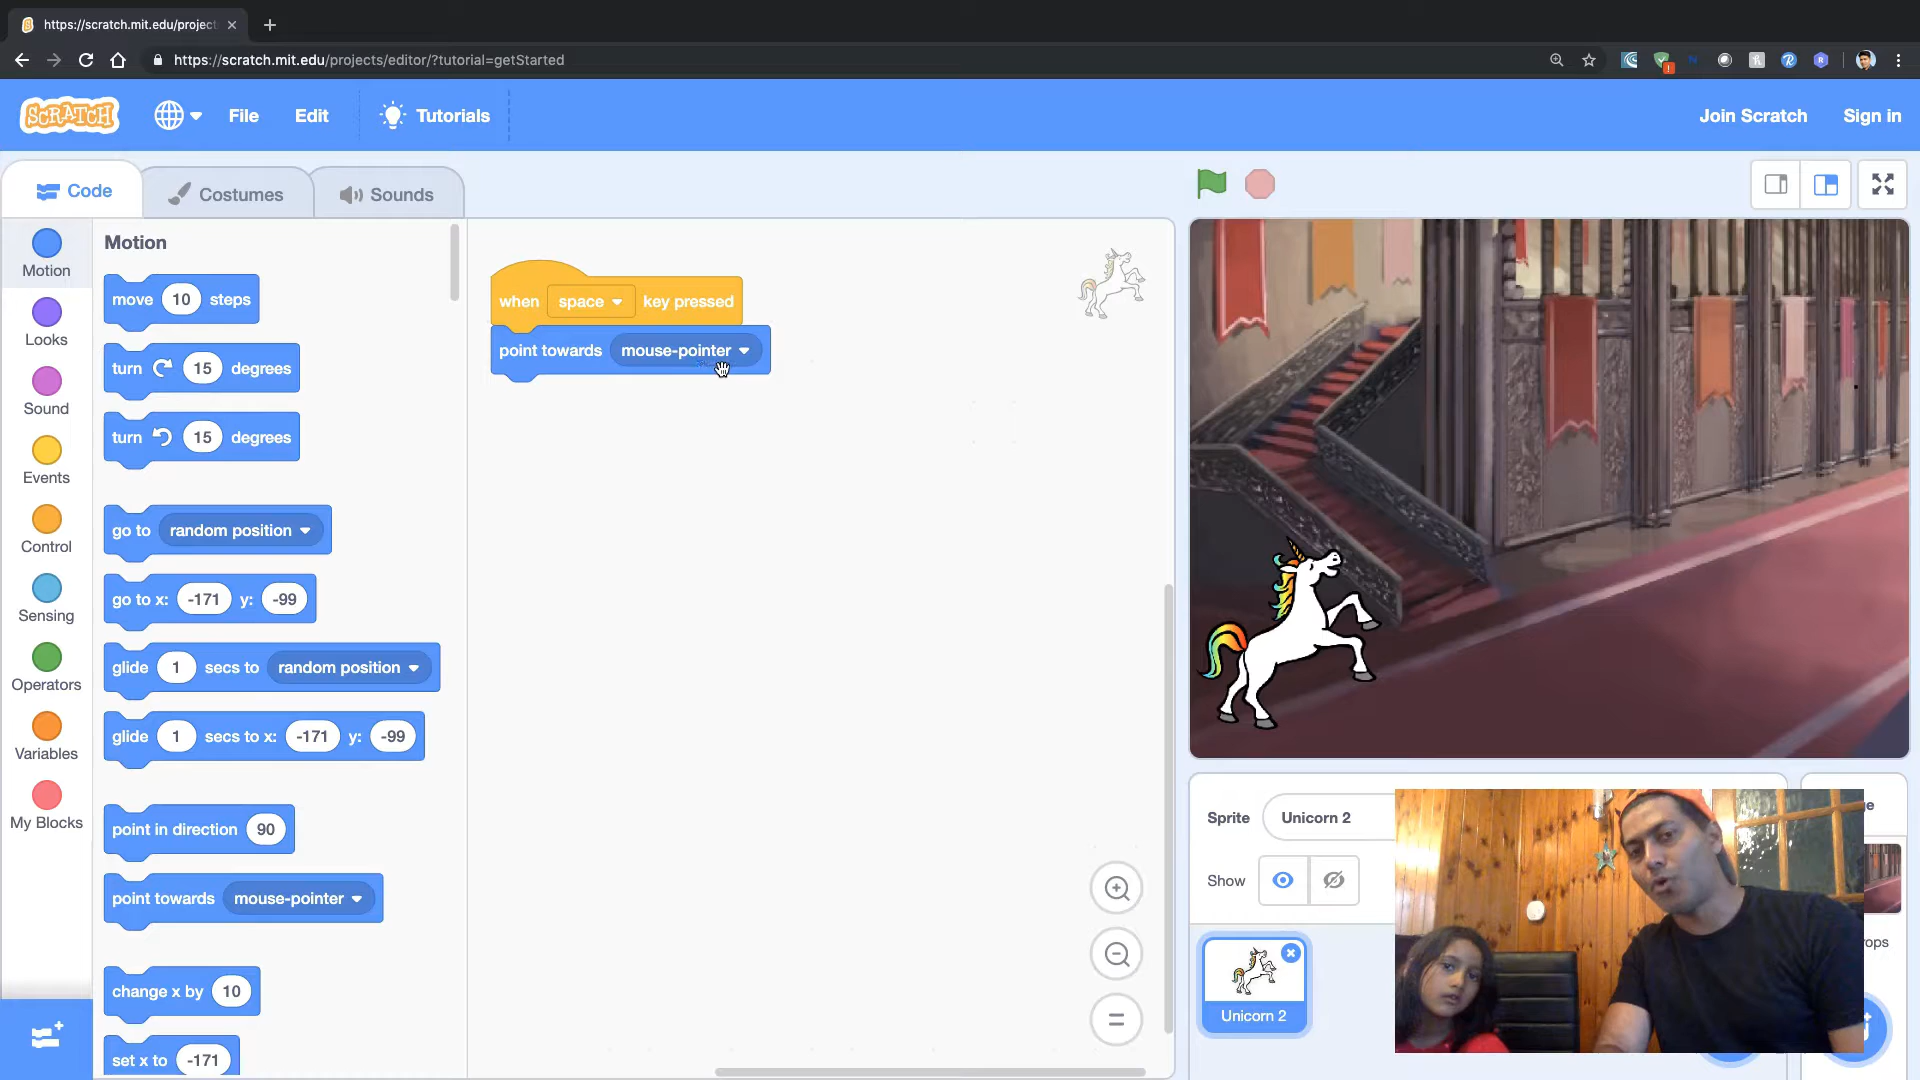 https://scratch.mit.edu/project
https://scratch.mit.edu/projects/editor/?tutorial=getStarted
SCRATCH File Edit Tutorials Join Scratch Sign in
Code Costumes Sounds
Motion
Looks
Sound
Events
Control
Sensing
Operators
Variables
My Blocks
Motion
move 10 steps
turn 15 degrees
turn 15 degrees
go to random position
go to x: -171 y: -99
glide 1 secs to random position
glide 1 secs to x: -171 y: -99
point in direction 90
point towards mouse-pointer
change x by 10
set x to -171
when space key pressed
point towards mouse-pointer
Sprite Unicorn 2
Show
Unicorn 2